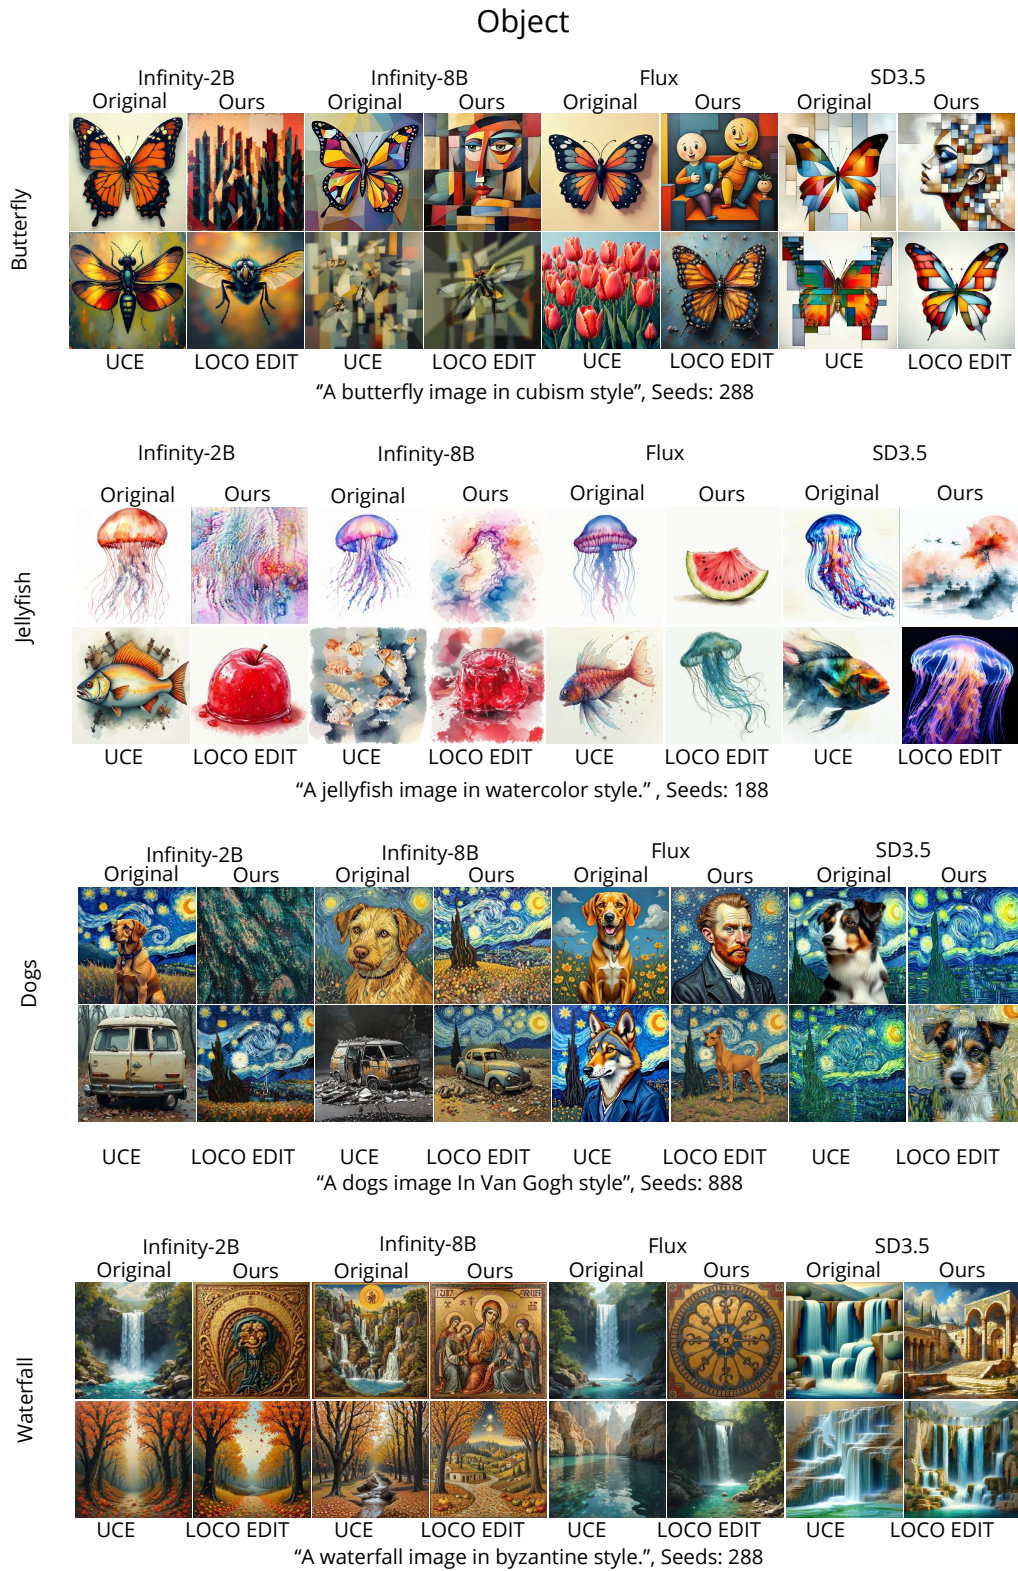 Object
Infinity-2B Infinity-8B Flux SD3.5
Original Ours Original Ours Original Ours Original Ours
Butterfly
UCE LOCO EDIT UCE LOCO EDIT UCE LOCO EDIT UCE LOCO EDIT
“A butterfly image in cubism style”, Seeds: 288
Infinity-2B Infinity-8B Flux SD3.5
Original Ours Original Ours Original Ours Original Ours
Jellyfish
UCE LOCO EDIT UCE LOCO EDIT UCE LOCO EDIT UCE LOCO EDIT
“A jellyfish image in watercolor style.” , Seeds: 188
Infinity-2B Infinity-8B Flux SD3.5
Original Ours Original Ours Original Ours Original Ours
Dogs
UCE LOCO EDIT UCE LOCO EDIT UCE LOCO EDIT UCE LOCO EDIT
“A dogs image In Van Gogh style”, Seeds: 888
Infinity-2B Infinity-8B Flux SD3.5
Original Ours Original Ours Original Ours Original Ours
Waterfall
UCE LOCO EDIT UCE LOCO EDIT UCE LOCO EDIT UCE LOCO EDIT
“A waterfall image in byzantine style.”, Seeds: 288